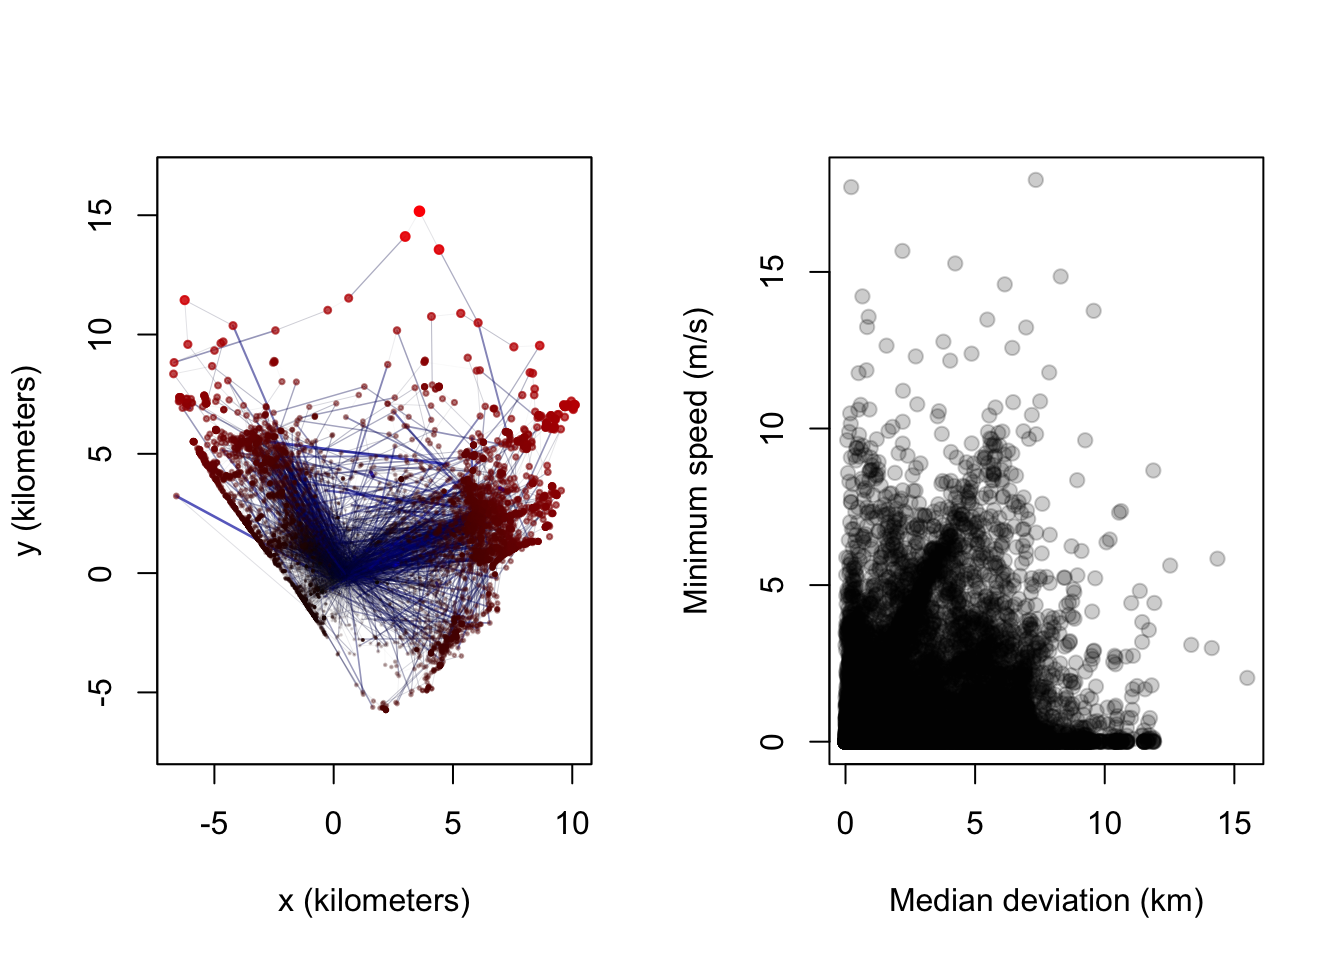 15
10
5
0
-5
y (kilometers)
-5 0 5 10
x (kilometers)
15
10
5
0
Minimum speed (m/s)
0 5 10 15
Median deviation (km)